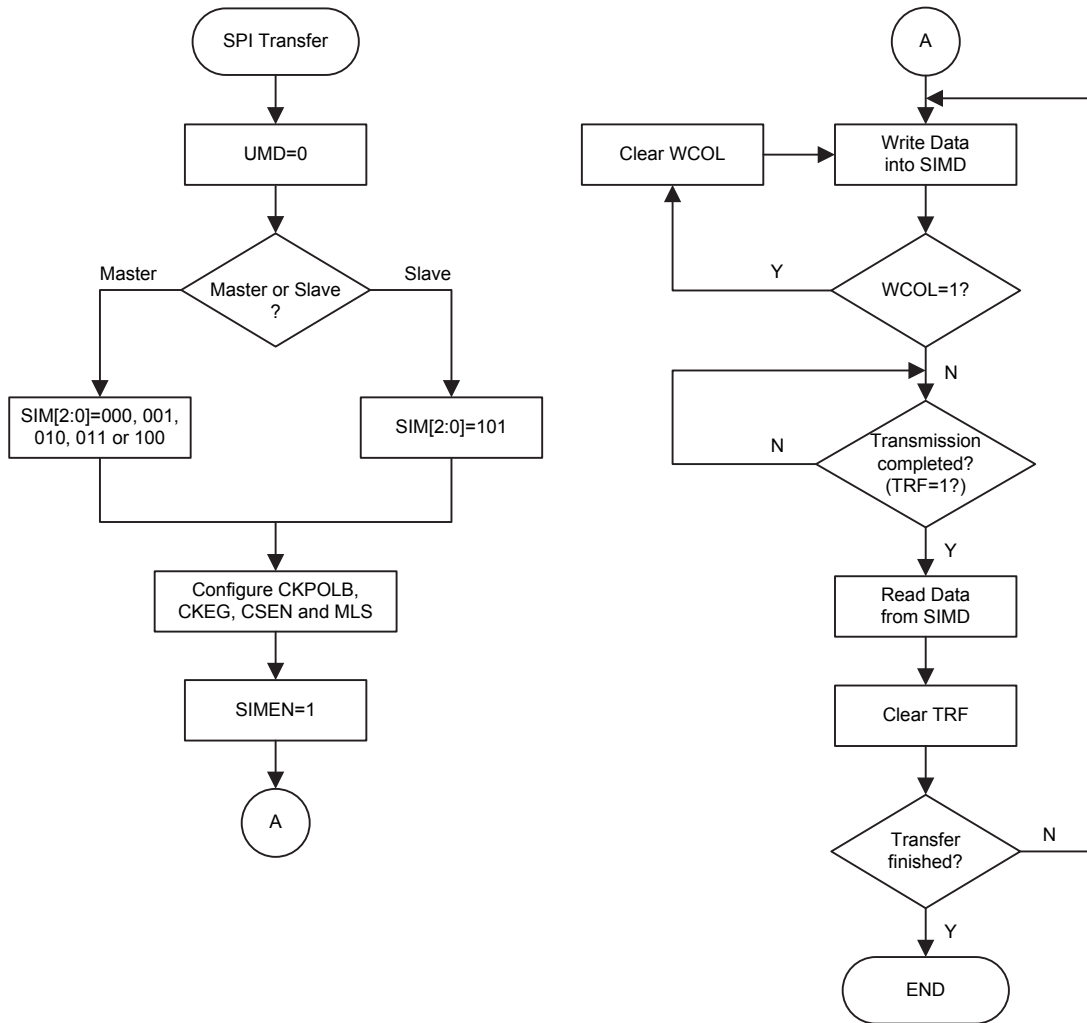 SPI Transfer
UMD=0
Master
Slave
Master or Slave
?
SIM[2:0]=000, 001,
010, 011 or 100
SIM[2:0]=101
Configure CKPOLB,
CKEG, CSEN and MLS
SIMEN=1
A
A
Clear WCOL
Write Data
into SIMD
Y
WCOL=1?
N
N
Transmission
completed?
(TRF=1?)
Y
Read Data
from SIMD
Clear TRF
Transfer
finished?
N
Y
END